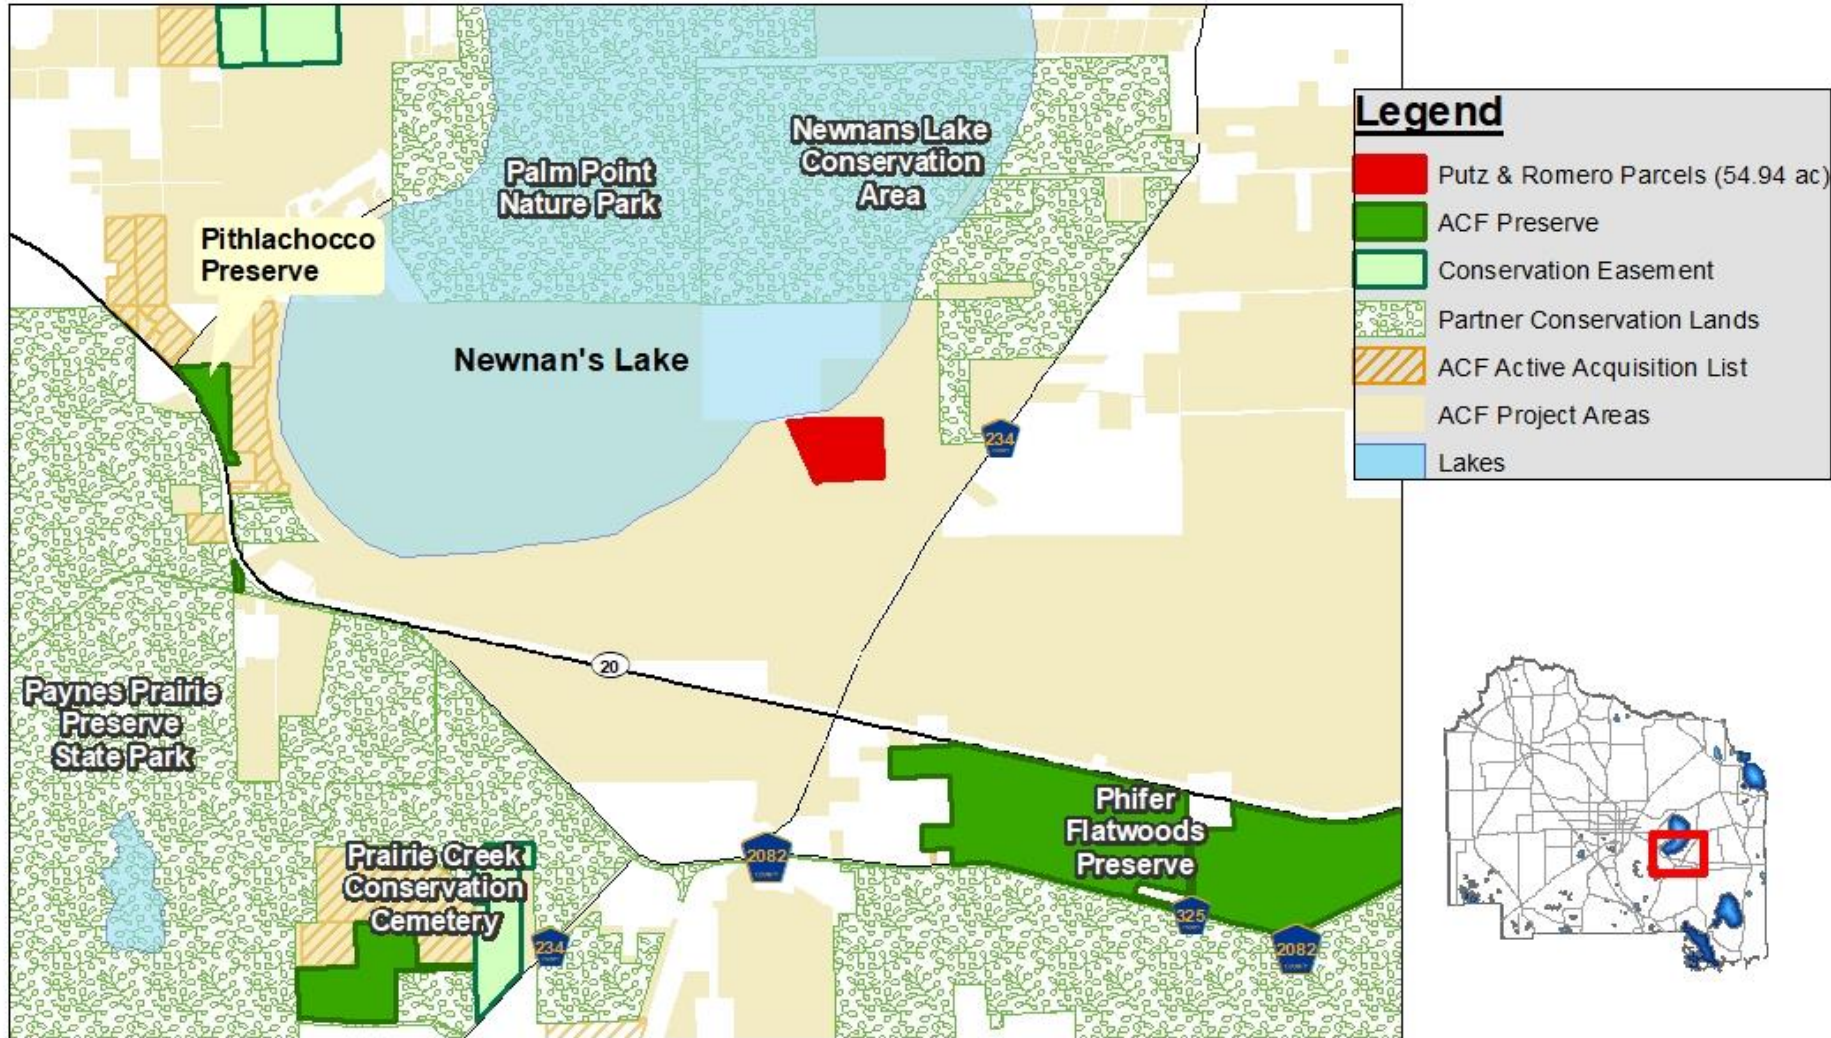 Newnans Lake
Conservation
Area
Palm Point
Nature Park
Pithlachocco
Preserve
Newnan's Lake
234
20
Paynes Prairie
Preserve
State Park
Phifer
Flatwoods
Preserve
2082
Prairie Creek
Conservation
Cemetery
325
234
2082
Legend
Putz & Romero Parcels (54.94 ac)
ACF Preserve
Conservation Easement
Partner Conservation Lands
ACF Active Acquisition List
ACF Project Areas
Lakes